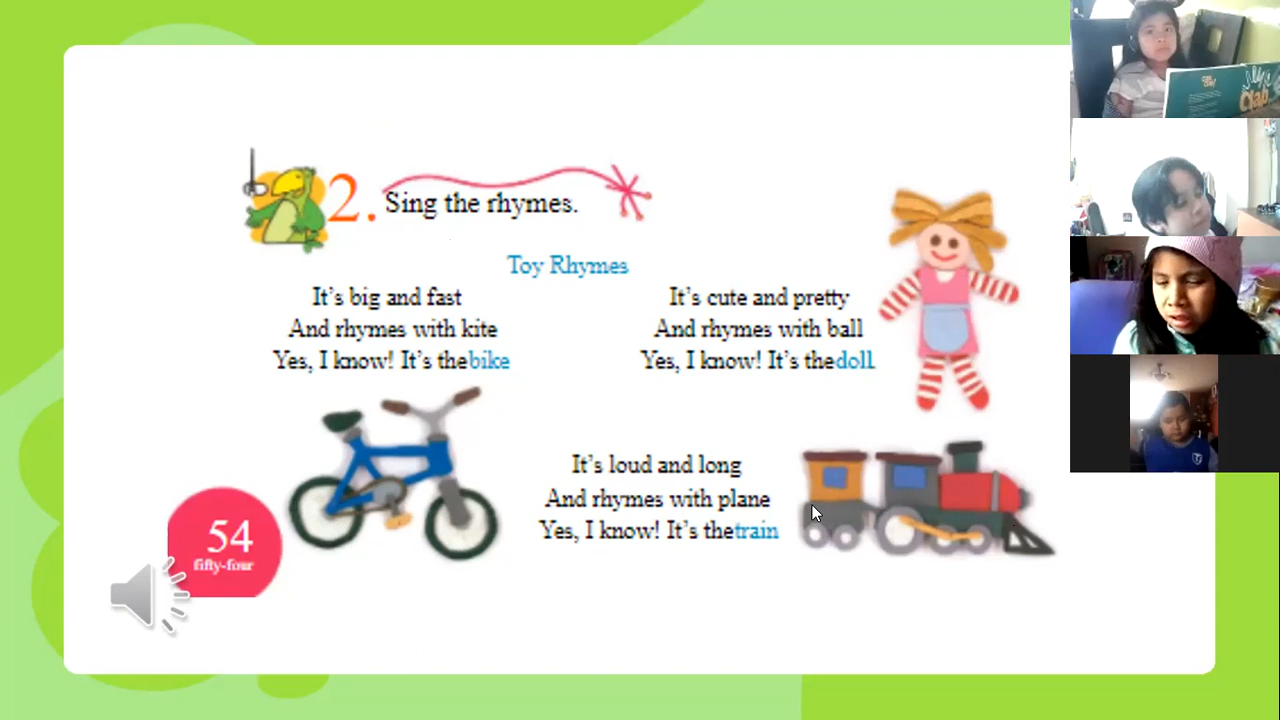 2. Sing the rhymes.
Toy Rhymes
It's big and fast
And rhymes with kite
Yes, I know! It's thebike
It's cute and pretty
And rhymes with ball
Yes, I know! It's thedoll
It's loud and long
And rhymes with plane
Yes, I know! It's thetrain
54
fifty-four